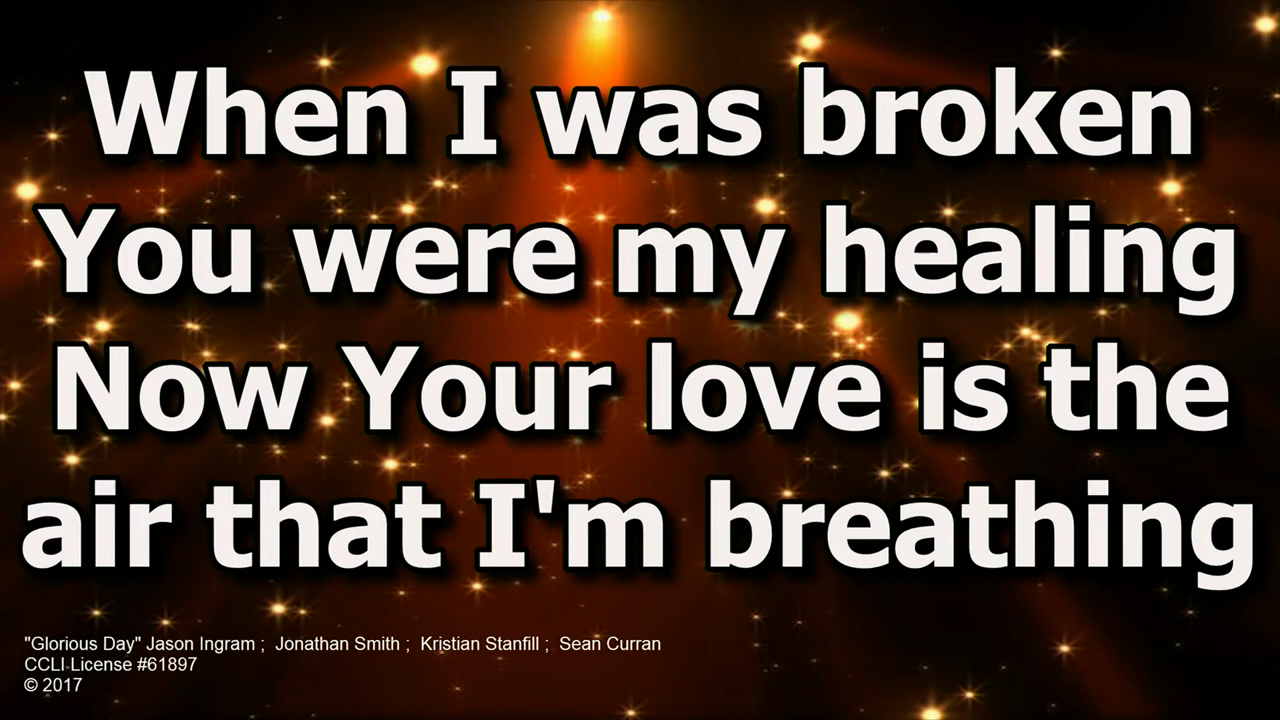 When I was broken
You were my healing
Now Your love is the
air that I'm breathing
"Glorious Day" Jason Ingram ;  Jonathan Smith ;  Kristian Stanfill ;  Sean Curran
CCLI License #61897
© 2017